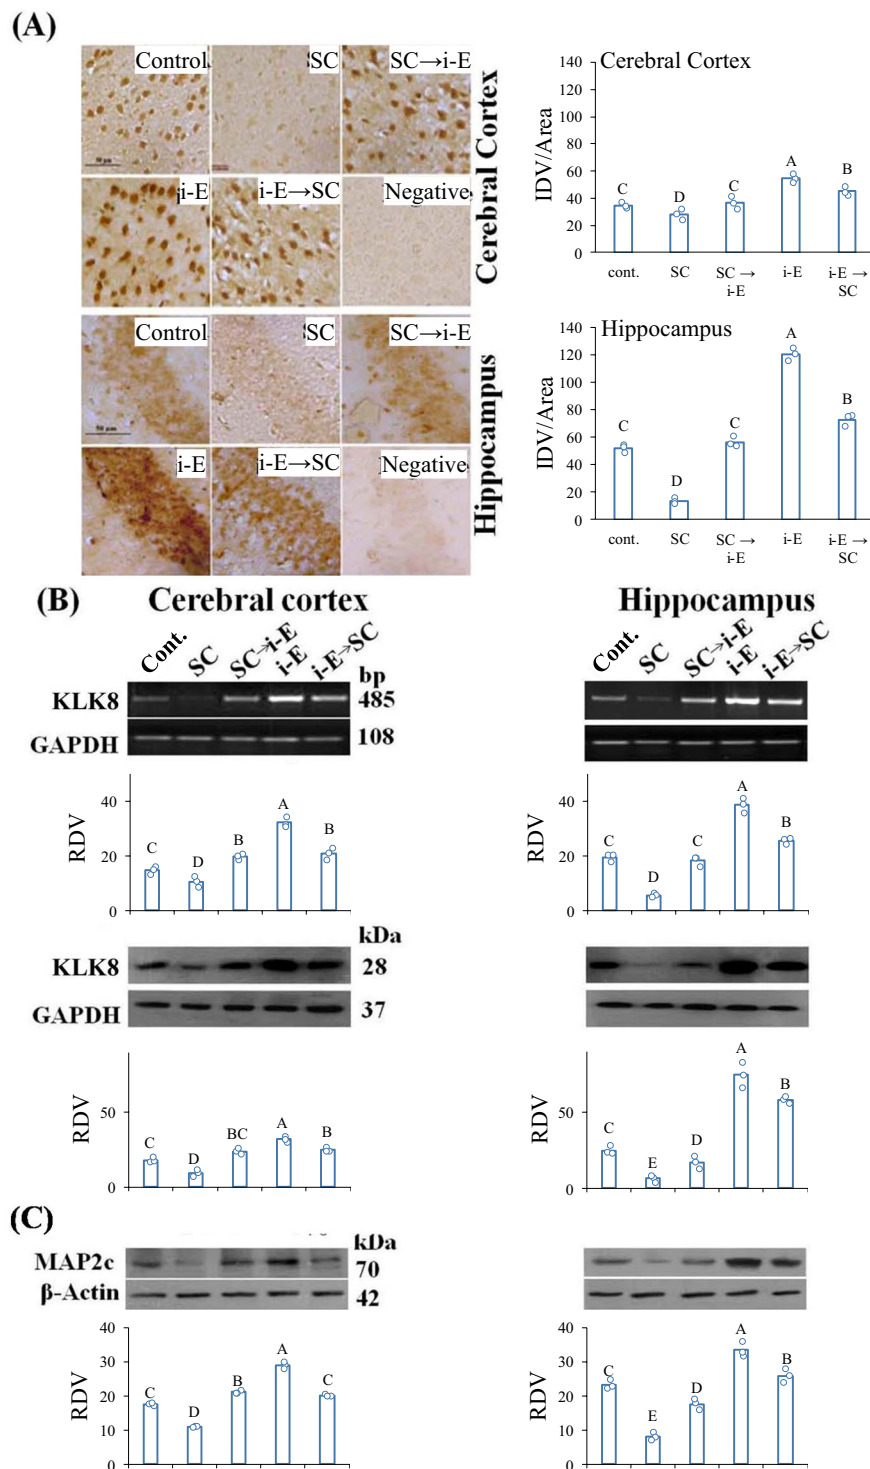 (A)
Control
SC
SC→i-E
i-E
i-E→SC
Negative
Cerebral Cortex
50 μm
Control
SC
SC→i-E
i-E
i-E→SC
Negative
Hippocampus
50 μm
Cerebral Cortex
IDV/Area
140
120
100
80
60
40
20
0
C
D
C
A
B
cont.
SC
SC →
i-E
i-E
i-E →
SC
Hippocampus
IDV/Area
140
120
100
80
60
40
20
0
C
D
C
A
B
cont.
SC
SC →
i-E
i-E
i-E →
SC
(B)
Cerebral cortex
Hippocampus
Cont.
SC
SC→i-E
i-E
i-E→SC
bp
KLK8
485
GAPDH
108
Cont.
SC
SC→i-E
i-E
i-E→SC
RDV
40
20
0
C
D
B
A
B
RDV
40
20
0
C
D
C
A
B
kDa
KLK8
28
GAPDH
37
RDV
50
0
C
D
BC
A
B
RDV
50
0
C
E
D
A
B
(C)
kDa
MAP2c
70
β-Actin
42
RDV
40
30
20
10
0
C
D
B
A
C
RDV
40
30
20
10
0
C
E
D
A
B